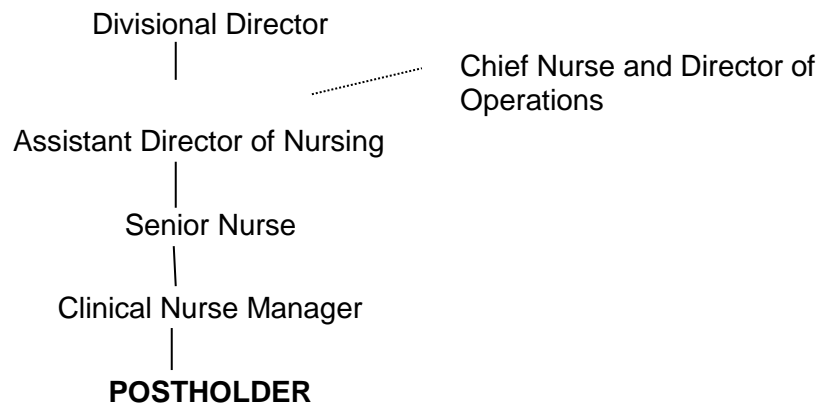 Divisional Director
Chief Nurse and Director of
Operations
Assistant Director of Nursing
Senior Nurse
Clinical Nurse Manager
POSTHOLDER